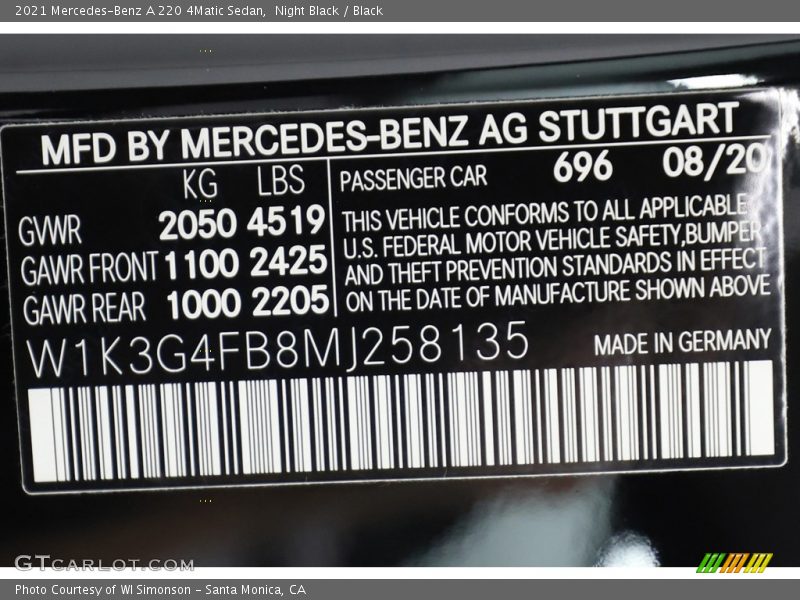 2021 Mercedes-Benz A 220 4Matic Sedan,  Night Black / Black
MFD BY MERCEDES-BENZ AG STUTTGART
KG LBS
GVWR 2050 4519
GAWR FRONT 1100 2425
GAWR REAR 1000 2205
PASSENGER CAR 696 08/20
THIS VEHICLE CONFORMS TO ALL APPLICABLE
U.S. FEDERAL MOTOR VEHICLE SAFETY,BUMPER
AND THEFT PREVENTION STANDARDS IN EFFECT
ON THE DATE OF MANUFACTURE SHOWN ABOVE
W1K3G4FB8MJ258135
MADE IN GERMANY
GTCARLOT.COM
Photo Courtesy of WI Simonson - Santa Monica, CA